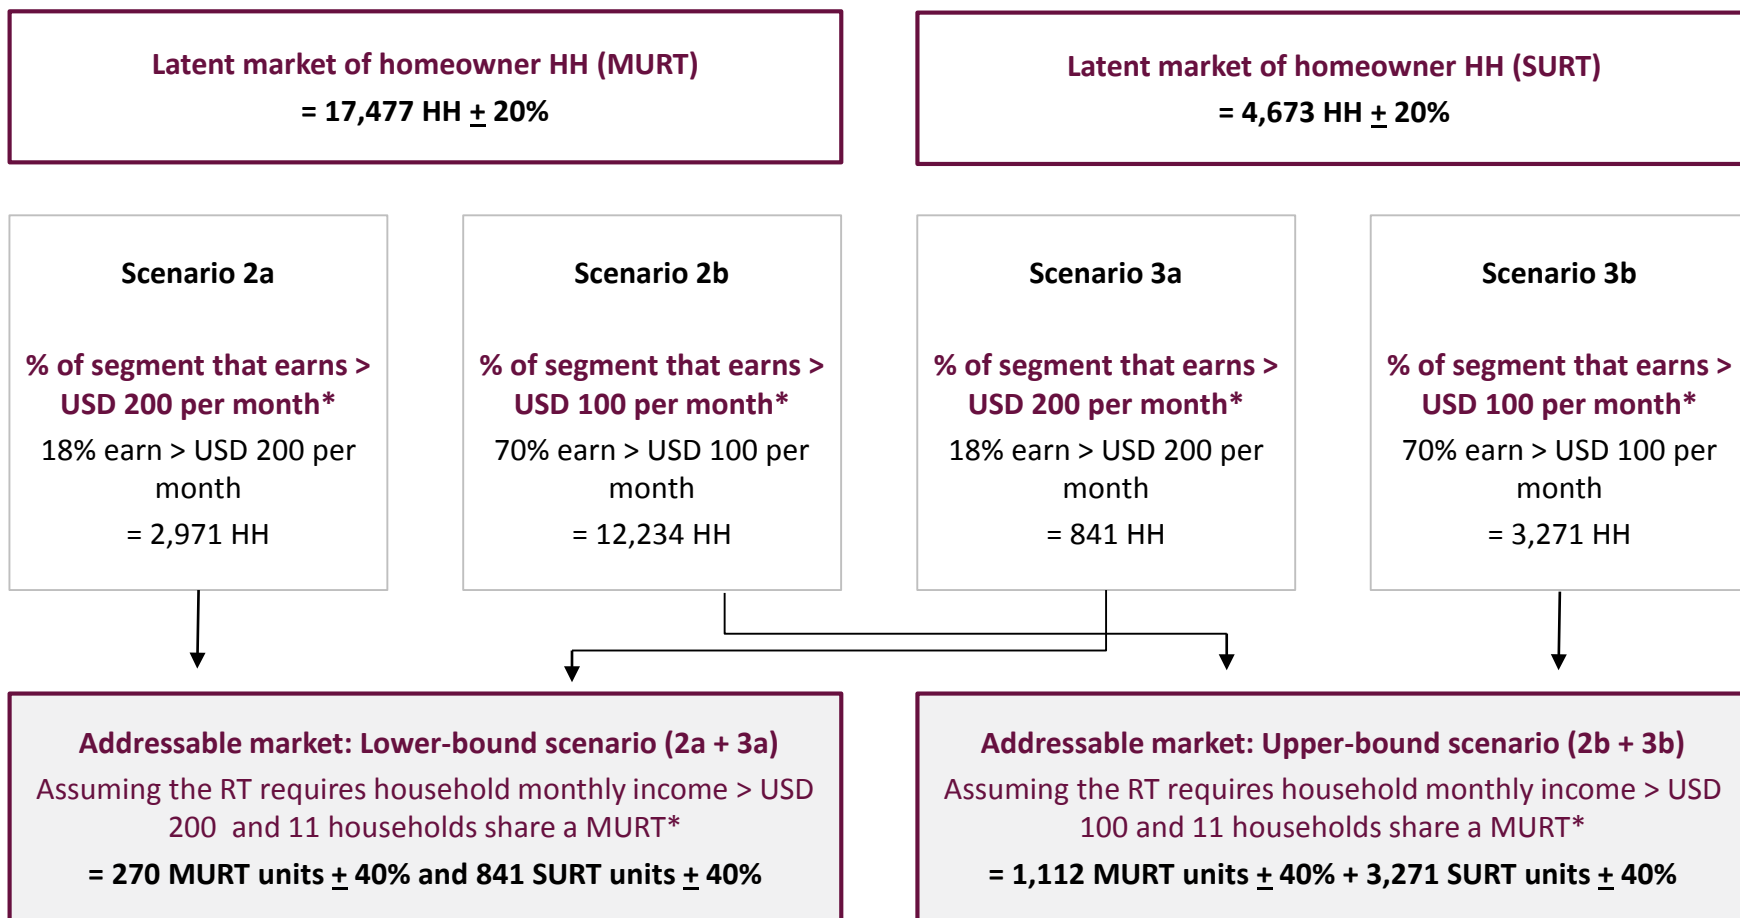 Latent market of homeowner HH (MURT)
= 17,477 HH ± 20%
Latent market of homeowner HH (SURT)
= 4,673 HH ± 20%
Scenario 2a
% of segment that earns >
USD 200 per month*
18% earn > USD 200 per
month
= 2,971 HH
Scenario 2b
% of segment that earns >
USD 100 per month*
70% earn > USD 100 per
month
= 12,234 HH
Scenario 3a
% of segment that earns >
USD 200 per month*
18% earn > USD 200 per
month
= 841 HH
Scenario 3b
% of segment that earns >
USD 100 per month*
70% earn > USD 100 per
month
= 3,271 HH
Addressable market: Lower-bound scenario (2a + 3a)
Assuming the RT requires household monthly income > USD
200 and 11 households share a MURT*
= 270 MURT units ± 40% and 841 SURT units ± 40%
Addressable market: Upper-bound scenario (2b + 3b)
Assuming the RT requires household monthly income > USD
100 and 11 households share a MURT*
= 1,112 MURT units ± 40% + 3,271 SURT units ± 40%